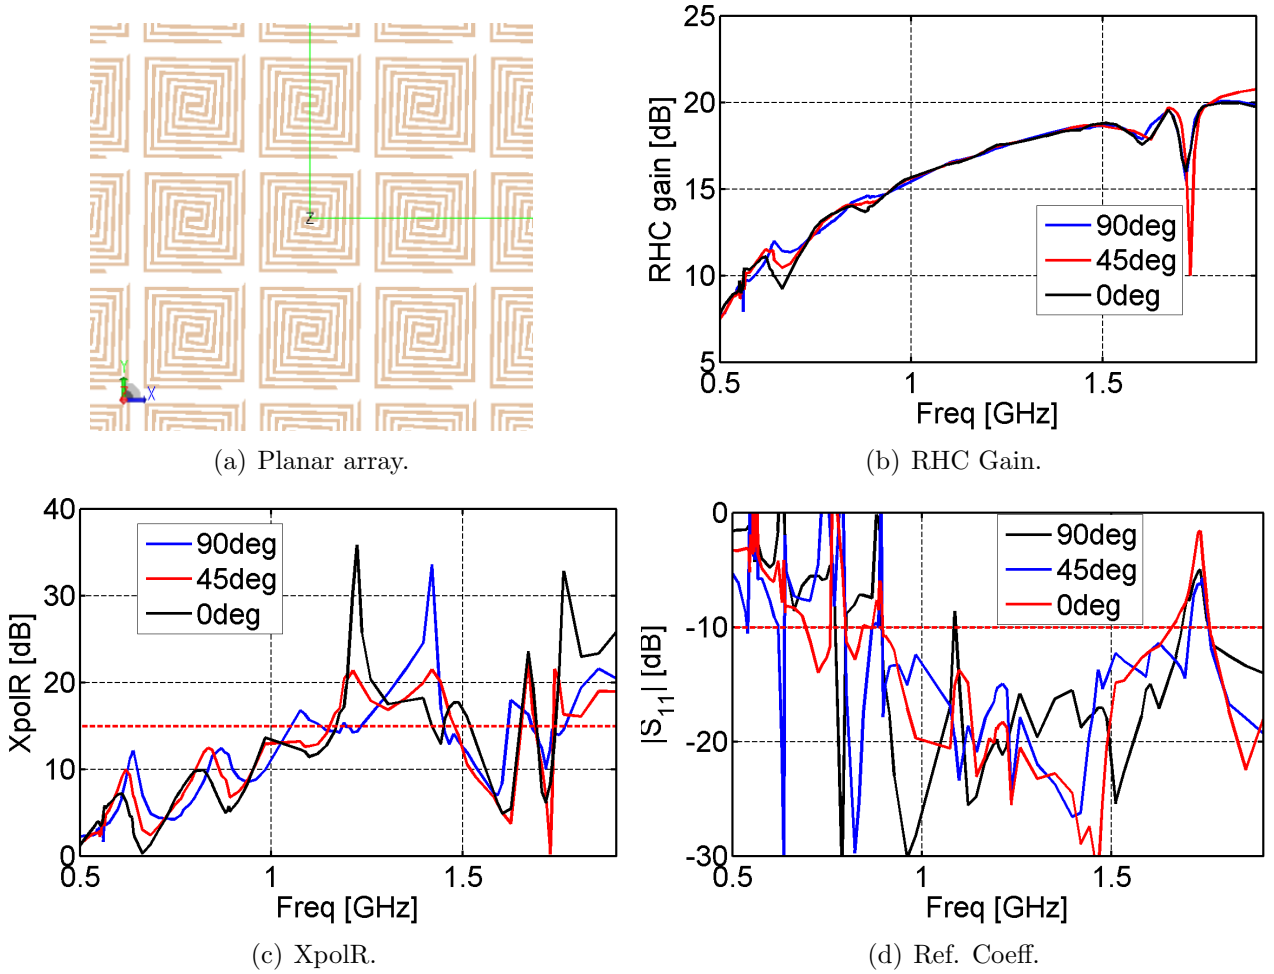 Z
Y
X
(a) Planar array.
25
20
15
10
5
RHC gain [dB]
90deg
45deg
0deg
0.5 1 1.5
Freq [GHz]
(b) RHC Gain.
40
30
20
10
0
XpolR [dB]
90deg
45deg
0deg
0.5 1 1.5
Freq [GHz]
(c) XpolR.
0
-10
-20
-30
|S11| [dB]
90deg
45deg
0deg
0.5 1 1.5
Freq [GHz]
(d) Ref. Coeff.